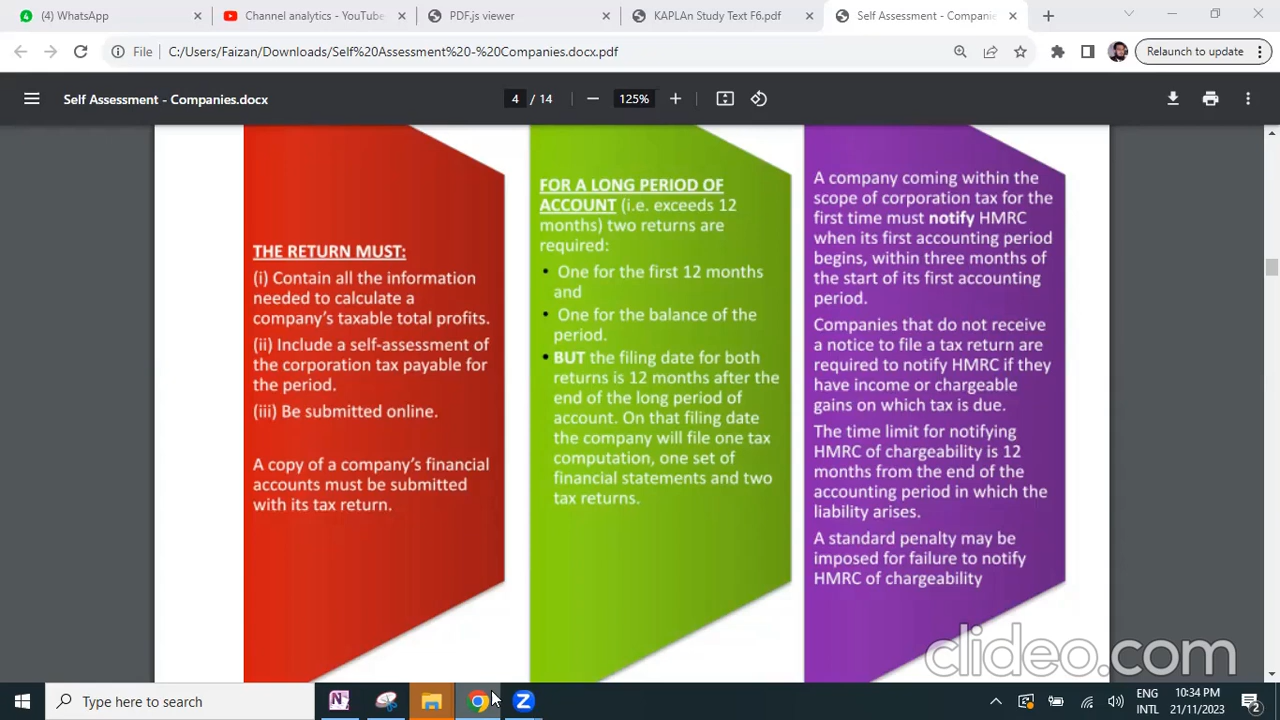 (4) WhatsApp
Channel analytics - YouTube
PDF.js viewer
KAPLAn Study Text F6.pdf
Self Assessment - Companie
File
C:/Users/Faizan/Downloads/Self%20Assessment%20-%20Companies.docx.pdf
Relaunch to update
Self Assessment - Companies.docx
4 / 14
125%
THE RETURN MUST:
(i) Contain all the information
needed to calculate a
company's taxable total profits.
(ii) Include a self-assessment of
the corporation tax payable for
the period.
(iii) Be submitted online.
A copy of a company's financial
accounts must be submitted
with its tax return.
FOR A LONG PERIOD OF
ACCOUNT (i.e. exceeds 12
months) two returns are
required:
• One for the first 12 months
and
• One for the balance of the
period.
• BUT the filing date for both
returns is 12 months after the
end of the long period of
account. On that filing date
the company will file one tax
computation, one set of
financial statements and two
tax returns.
A company coming within the
scope of corporation tax for the
first time must notify HMRC
when its first accounting period
begins, within three months of
the start of its first accounting
period.
Companies that do not receive
a notice to file a tax return are
required to notify HMRC if they
have income or chargeable
gains on which tax is due.
The time limit for notifying
HMRC of chargeability is 12
months from the end of the
accounting period in which the
liability arises.
A standard penalty may be
imposed for failure to notify
HMRC of chargeability
clideo.com
Type here to search
ENG
INTL
10:34 PM
21/11/2023
2